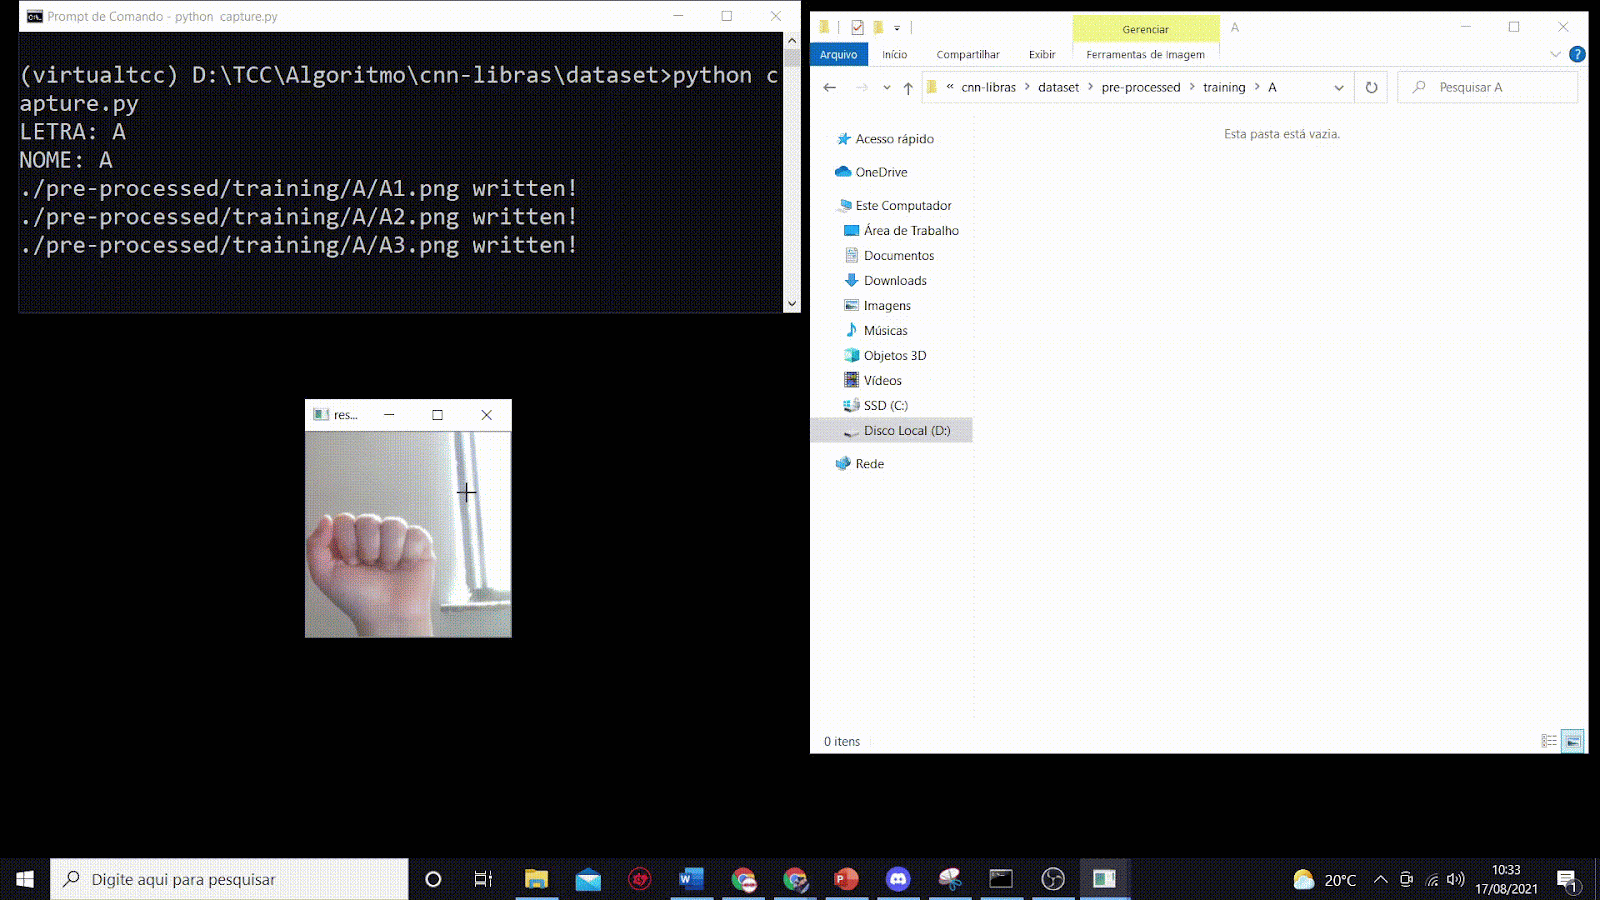 Prompt de Comando - python  capture.py
(virtualtcc) D:\TCC\Algoritmo\cnn-libras\dataset>python c
apture.py
LETRA: A
NOME: A
./pre-processed/training/A/A1.png written!
./pre-processed/training/A/A2.png written!
./pre-processed/training/A/A3.png written!
res...
Gerenciar
A
Arquivo
Início
Compartilhar
Exibir
Ferramentas de Imagem
« cnn-libras > dataset > pre-processed > training > A
Pesquisar A
Esta pasta está vazia.
Acesso rápido
OneDrive
Este Computador
Área de Trabalho
Documentos
Downloads
Imagens
Músicas
Objetos 3D
Vídeos
SSD (C:)
Disco Local (D:)
Rede
0 itens
Digite aqui para pesquisar
20°C
10:33
17/08/2021
1